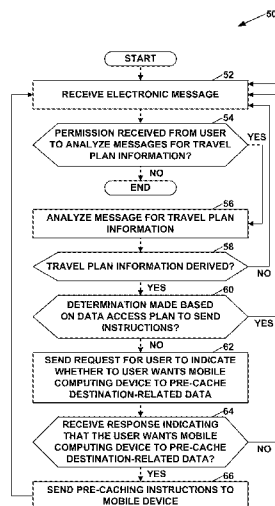 50
START
52
RECEIVE ELECTRONIC MESSAGE
54
PERMISSION RECEIVED FROM USER
TO ANALYZE MESSAGES FOR TRAVEL
PLAN INFORMATION?
YES
NO
END
56
ANALYZE MESSAGE FOR TRAVEL PLAN
INFORMATION
58
TRAVEL PLAN INFORMATION DERIVED?
NO
YES
60
DETERMINATION MADE BASED
ON DATA ACCESS PLAN TO SEND
INSTRUCTIONS?
YES
NO
62
SEND REQUEST FOR USER TO INDICATE
WHETHER TO USER WANTS MOBILE
COMPUTING DEVICE TO PRE-CACHE
DESTINATION-RELATED DATA
64
RECEIVE RESPONSE INDICATING
THAT THE USER WANTS MOBILE
COMPUTING DEVICE TO PRE-CACHE
DESTINATION-RELATED DATA?
NO
YES
66
SEND PRE-CACHING INSTRUCTIONS TO
MOBILE DEVICE